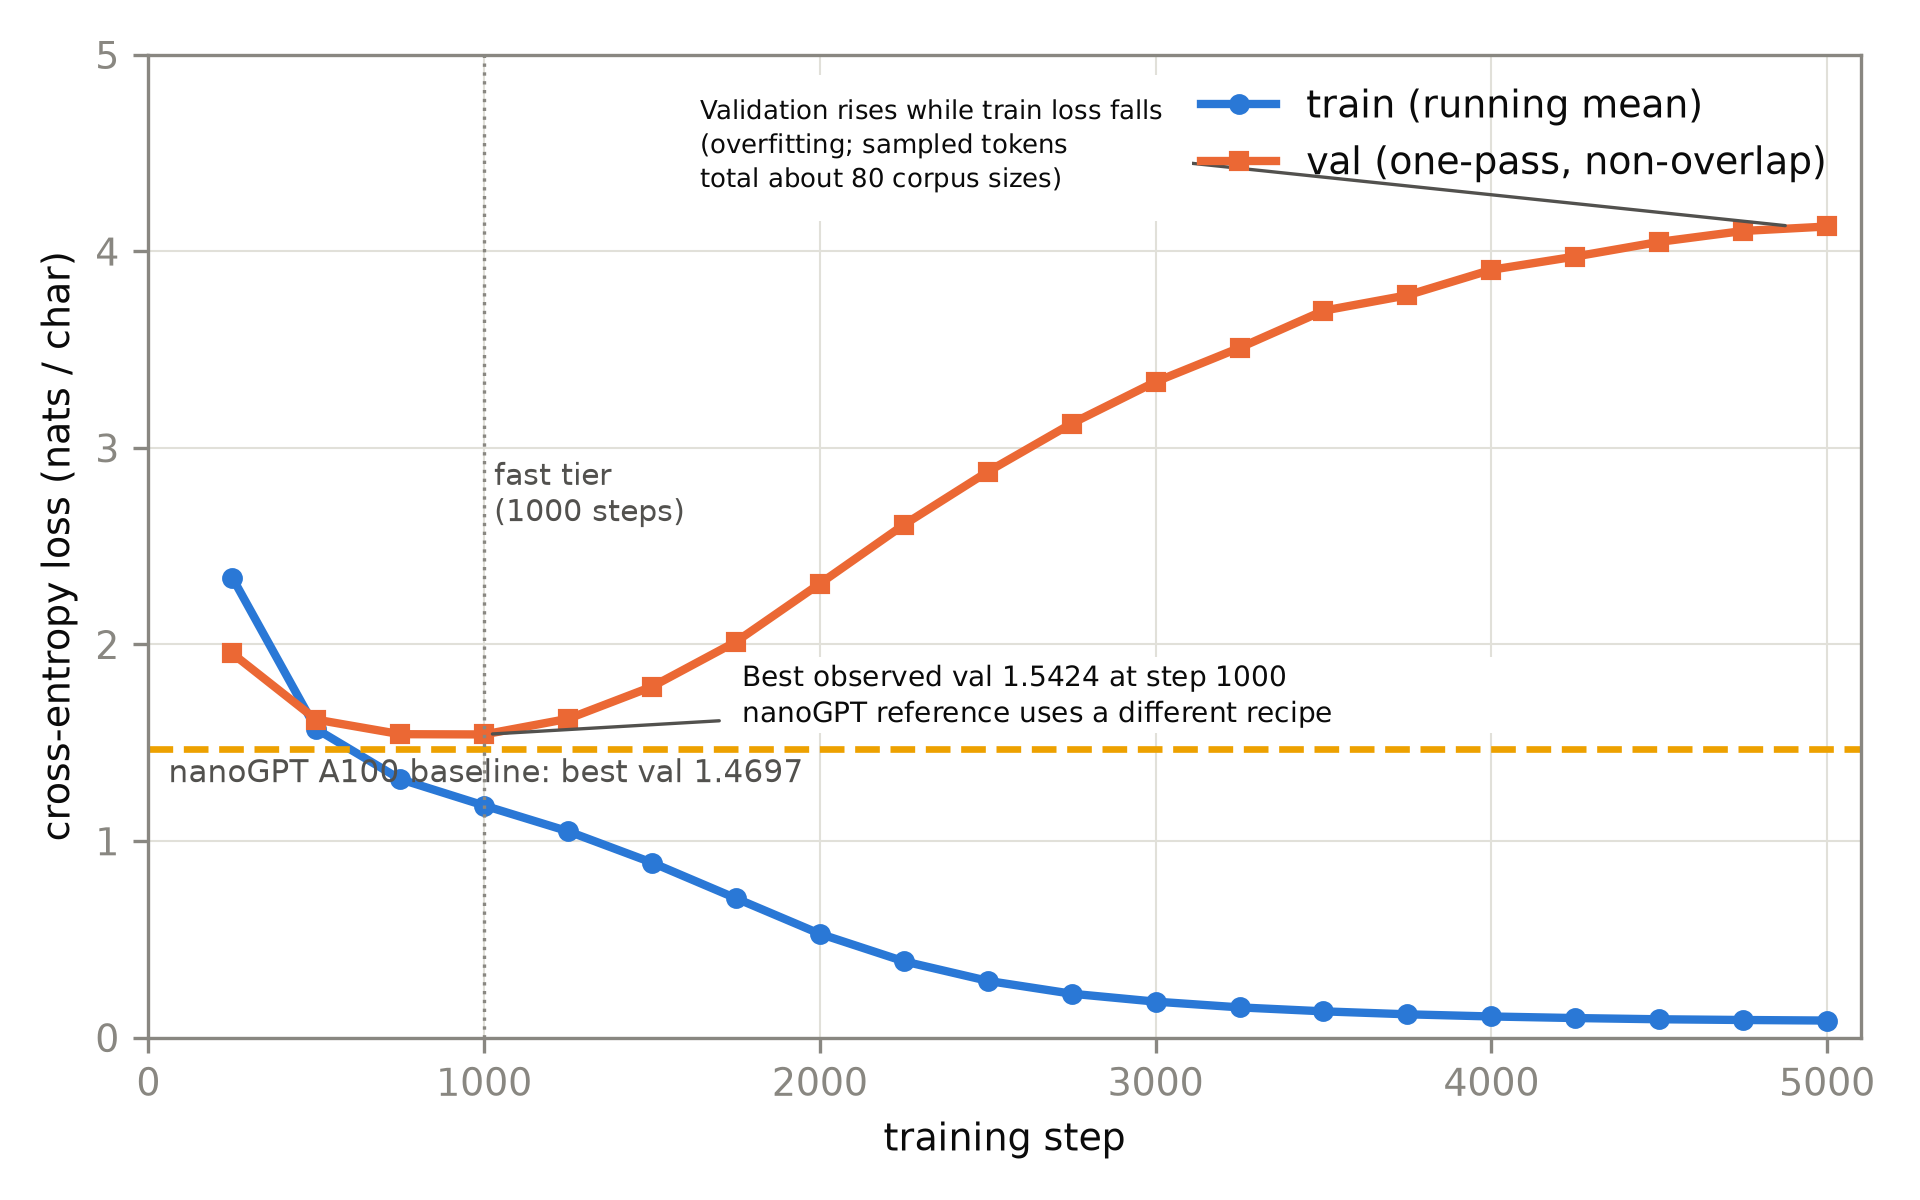 5
4
3
2
1
0
cross-entropy loss (nats / char)
Validation rises while train loss falls
(overfitting; sampled tokens
total about 80 corpus sizes)
train (running mean)
val (one-pass, non-overlap)
fast tier
(1000 steps)
Best observed val 1.5424 at step 1000
nanoGPT reference uses a different recipe
nanoGPT A100 baseline: best val 1.4697
0 1000 2000 3000 4000 5000
training step